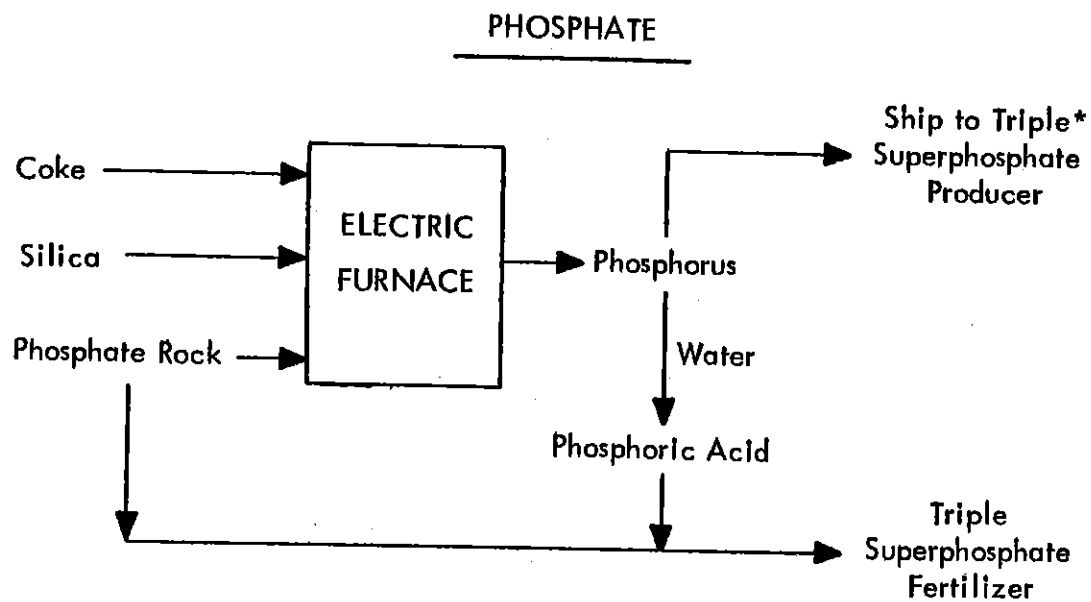 PHOSPHATE
Ship to Triple*
Superphosphate
Producer
Coke
Silica
Phosphate Rock
ELECTRIC
FURNACE
Phosphorus
Water
Phosphoric Acid
Triple
Superphosphate
Fertilizer